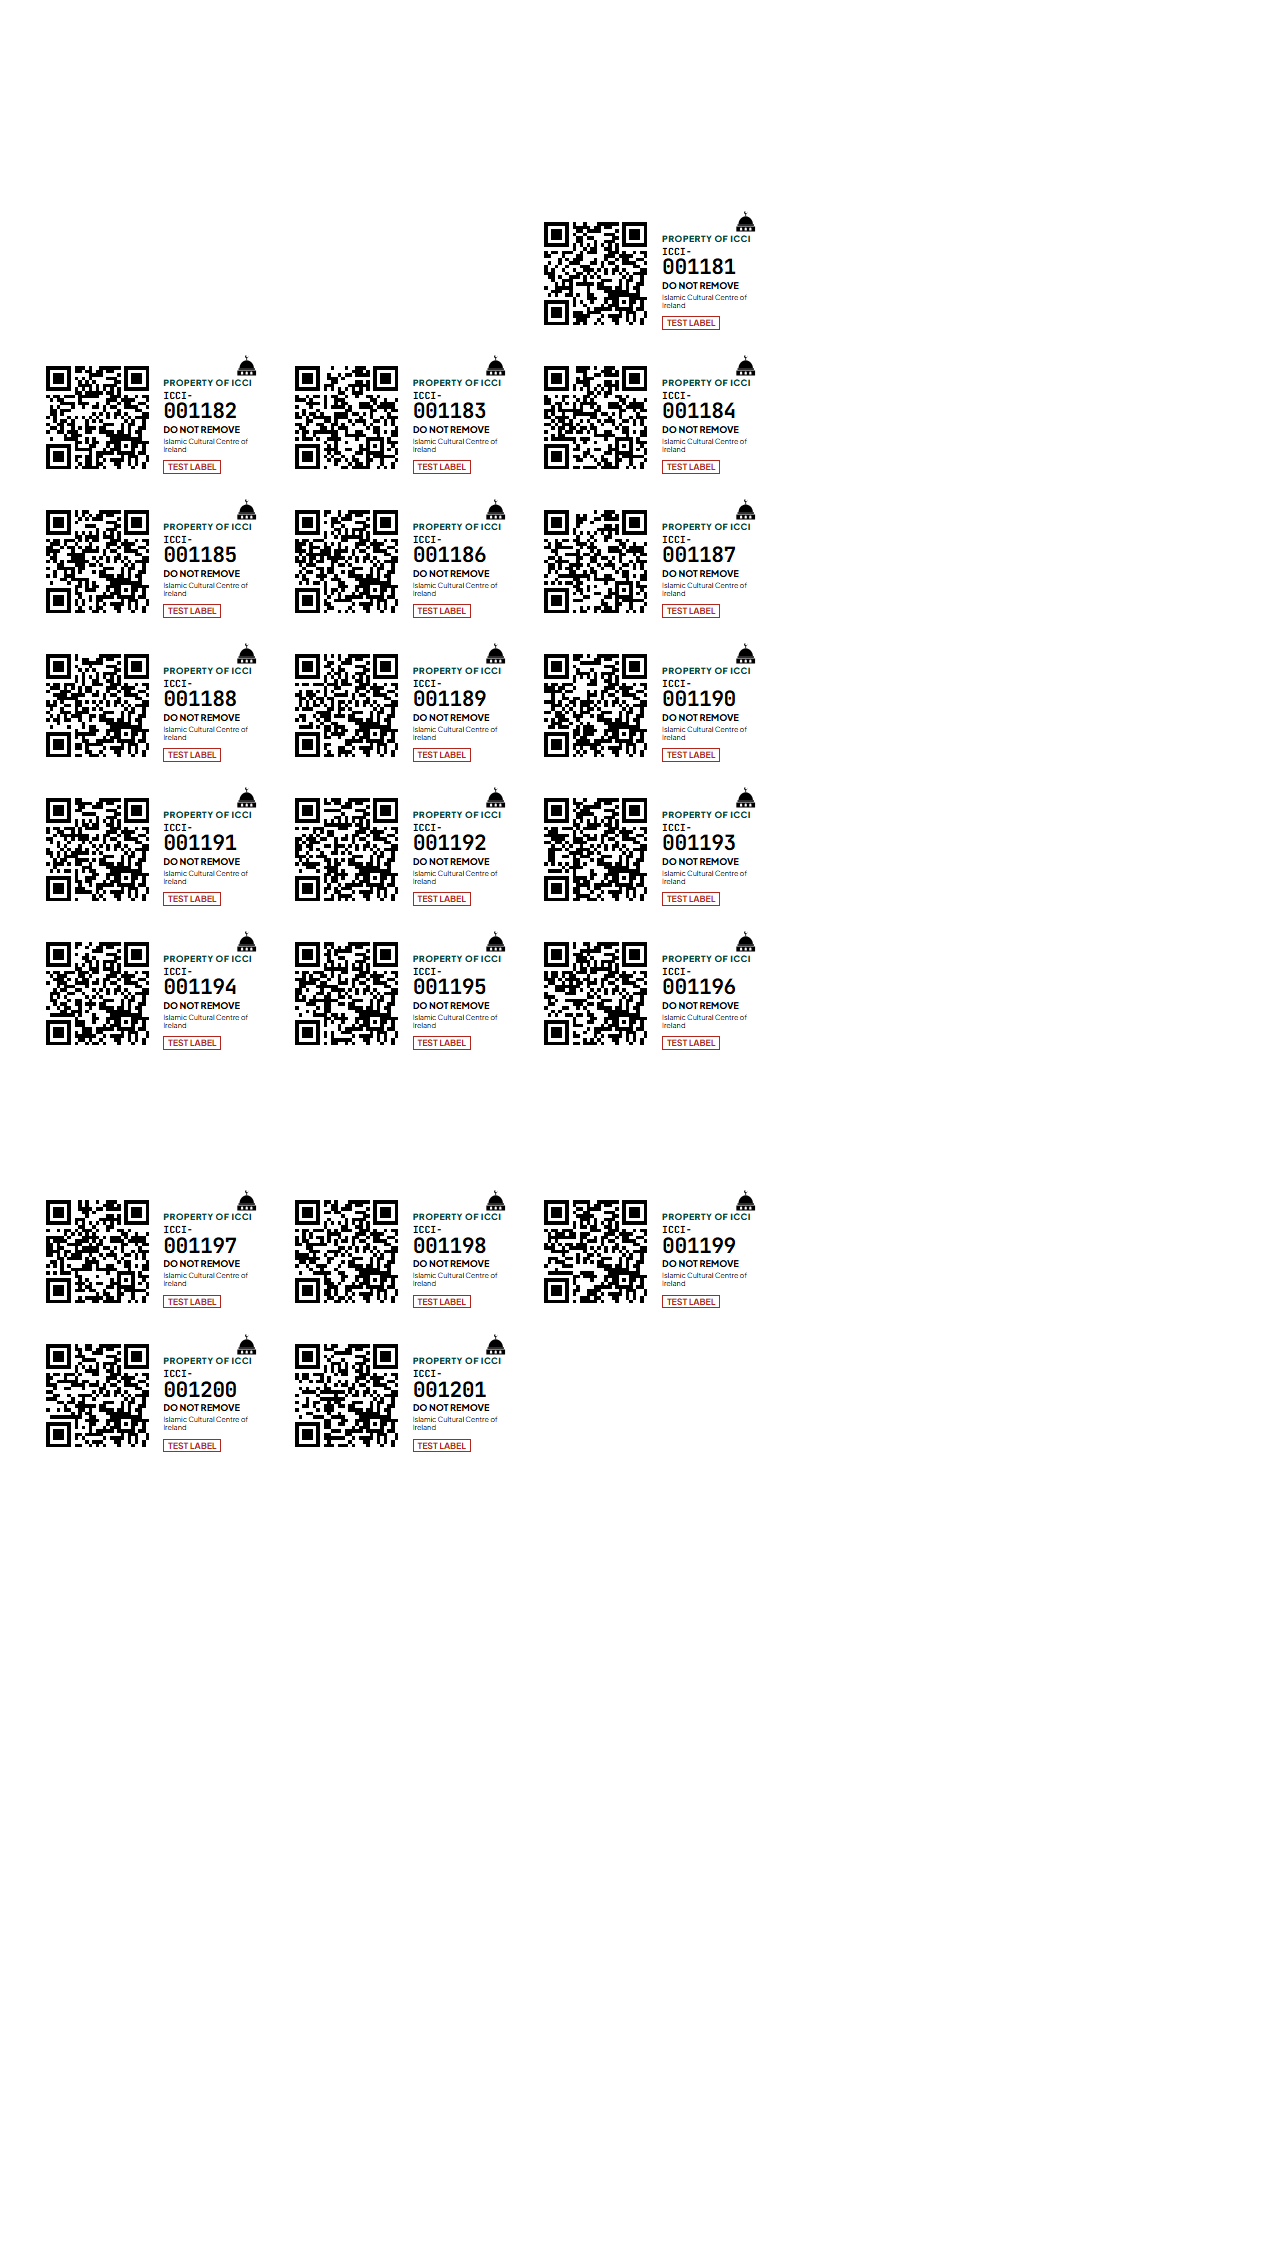 PROPERTY OF ICCI
ICCI-
001181
DO NOT REMOVE
Islamic Cultural Centre of
Ireland
TEST LABEL
PROPERTY OF ICCI
ICCI-
001182
DO NOT REMOVE
Islamic Cultural Centre of
Ireland
TEST LABEL
PROPERTY OF ICCI
ICCI-
001183
DO NOT REMOVE
Islamic Cultural Centre of
Ireland
TEST LABEL
PROPERTY OF ICCI
ICCI-
001184
DO NOT REMOVE
Islamic Cultural Centre of
Ireland
TEST LABEL
PROPERTY OF ICCI
ICCI-
001185
DO NOT REMOVE
Islamic Cultural Centre of
Ireland
TEST LABEL
PROPERTY OF ICCI
ICCI-
001186
DO NOT REMOVE
Islamic Cultural Centre of
Ireland
TEST LABEL
PROPERTY OF ICCI
ICCI-
001187
DO NOT REMOVE
Islamic Cultural Centre of
Ireland
TEST LABEL
PROPERTY OF ICCI
ICCI-
001188
DO NOT REMOVE
Islamic Cultural Centre of
Ireland
TEST LABEL
PROPERTY OF ICCI
ICCI-
001189
DO NOT REMOVE
Islamic Cultural Centre of
Ireland
TEST LABEL
PROPERTY OF ICCI
ICCI-
001190
DO NOT REMOVE
Islamic Cultural Centre of
Ireland
TEST LABEL
PROPERTY OF ICCI
ICCI-
001191
DO NOT REMOVE
Islamic Cultural Centre of
Ireland
TEST LABEL
PROPERTY OF ICCI
ICCI-
001192
DO NOT REMOVE
Islamic Cultural Centre of
Ireland
TEST LABEL
PROPERTY OF ICCI
ICCI-
001193
DO NOT REMOVE
Islamic Cultural Centre of
Ireland
TEST LABEL
PROPERTY OF ICCI
ICCI-
001194
DO NOT REMOVE
Islamic Cultural Centre of
Ireland
TEST LABEL
PROPERTY OF ICCI
ICCI-
001195
DO NOT REMOVE
Islamic Cultural Centre of
Ireland
TEST LABEL
PROPERTY OF ICCI
ICCI-
001196
DO NOT REMOVE
Islamic Cultural Centre of
Ireland
TEST LABEL
PROPERTY OF ICCI
ICCI-
001197
DO NOT REMOVE
Islamic Cultural Centre of
Ireland
TEST LABEL
PROPERTY OF ICCI
ICCI-
001198
DO NOT REMOVE
Islamic Cultural Centre of
Ireland
TEST LABEL
PROPERTY OF ICCI
ICCI-
001199
DO NOT REMOVE
Islamic Cultural Centre of
Ireland
TEST LABEL
PROPERTY OF ICCI
ICCI-
001200
DO NOT REMOVE
Islamic Cultural Centre of
Ireland
TEST LABEL
PROPERTY OF ICCI
ICCI-
001201
DO NOT REMOVE
Islamic Cultural Centre of
Ireland
TEST LABEL